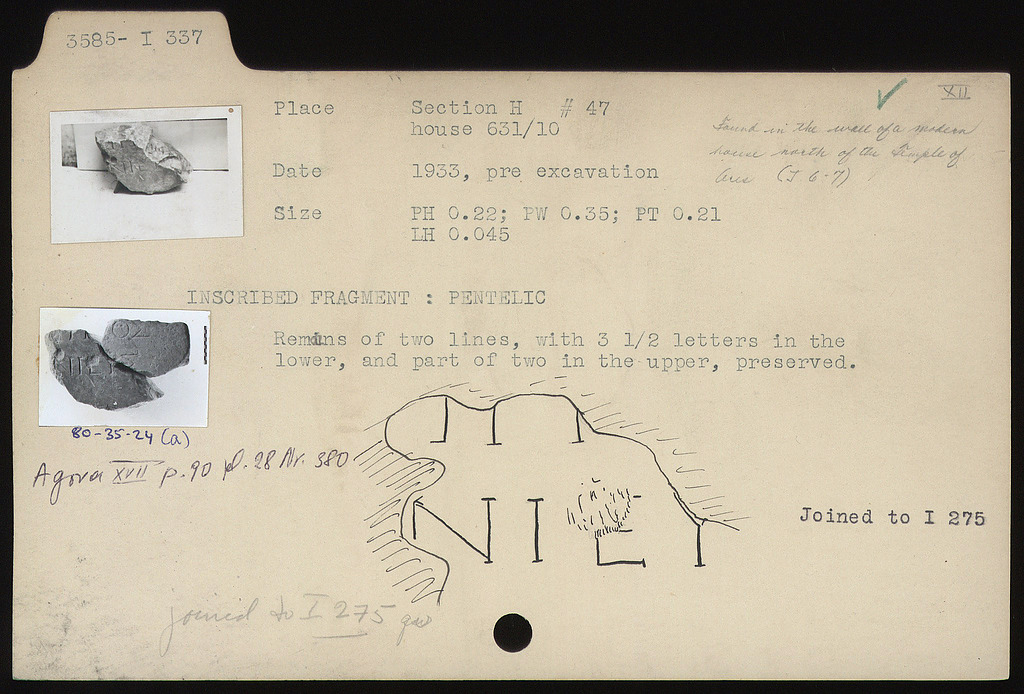 3585- I 337
Place Section H # 47
house 631/10
Date 1933, pre excavation
Size PH 0.22; PW 0.35; PT 0.21
LH 0.045
XII
Found in the wall of a modern
house north of the Temple of
Ares (J 6-7)
INSCRIBED FRAGMENT : PENTELIC
Remains of two lines, with 3 1/2 letters in the
lower, and part of two in the upper, preserved.
80-35-24 (a)
Agora XVII p.90 pl.28 Nr. 380
NIE
Joined to I 275
joined to I 275